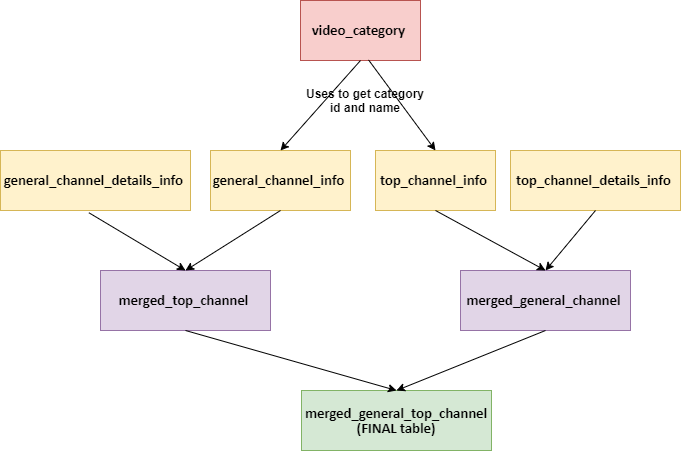 video_category
Uses to get category
id and name
general_channel_details_info
general_channel_info
top_channel_info
top_channel_details_info
merged_top_channel
merged_general_channel
merged_general_top_channel
(FINAL table)